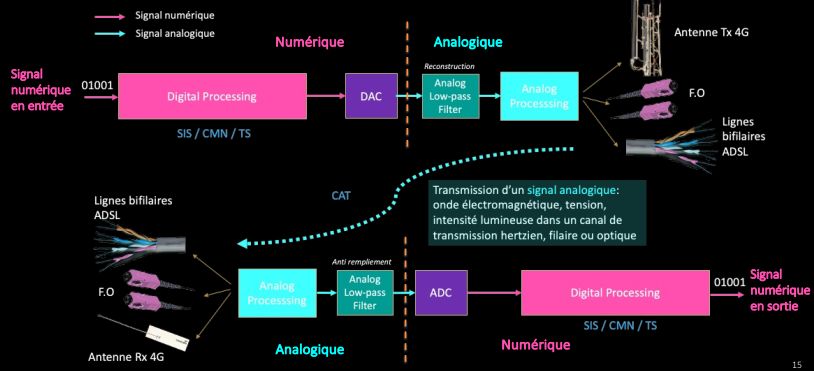 Signal numérique
Signal analogique
Numérique
Analogique
Antenne Tx 4G
Signal
numérique
en entrée
01001
Digital Processing
DAC
Reconstruction
Analog
Low-pass
Filter
Analog
Processsing
F.O
SIS / CMN / TS
Lignes
bifilaires
ADSL
CAT
Transmission d'un signal analogique:
onde électromagnétique, tension,
intensité lumineuse dans un canal de
transmission hertzien, filaire ou optique
Lignes bifilaires
ADSL
F.O
Antenne Rx 4G
Analog
Processsing
Anti remplement
Analog
Low-pass
Filter
ADC
Digital Processing
01001
Signal
numérique
en sortie
SIS / CMN / TS
Analogique
Numérique
15